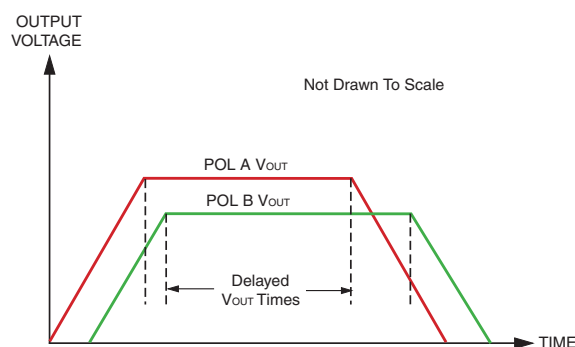 OUTPUT
VOLTAGE
Not Drawn To Scale
POL A VOUT
POL B VOUT
Delayed
VOUT Times
TIME